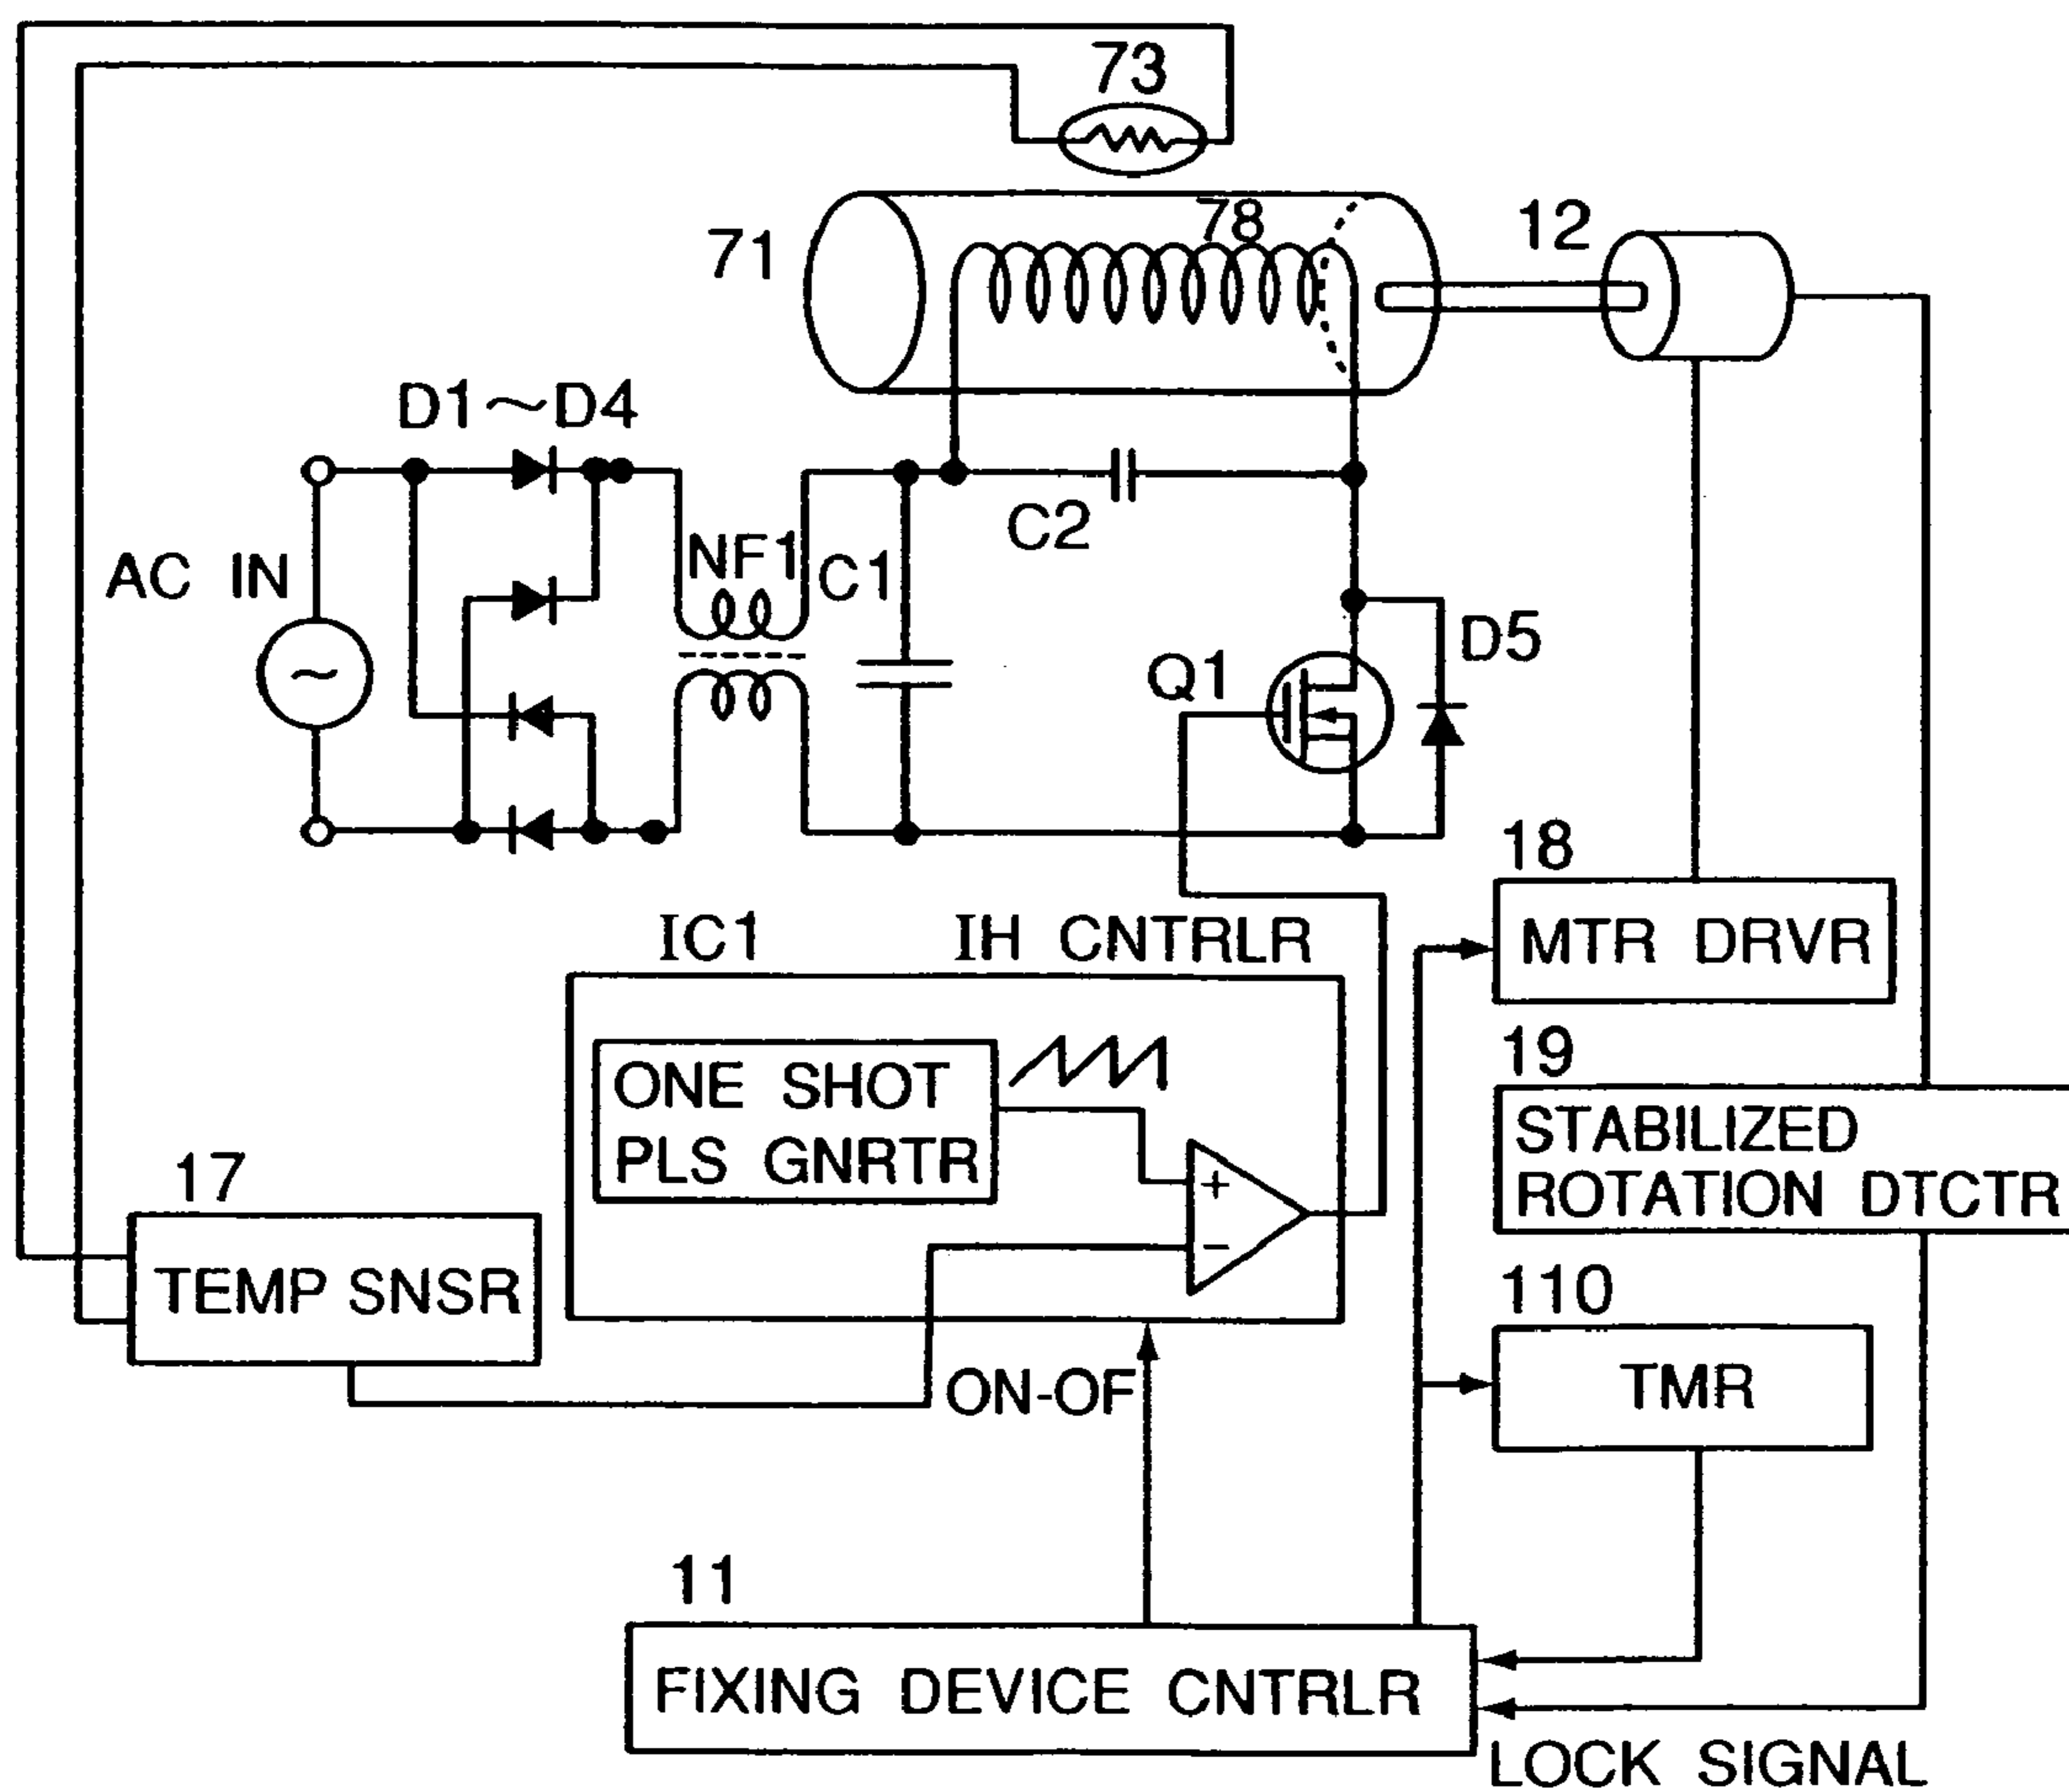 73
78
71
12
D1～D4
NF1
C1
C2
AC IN
~
Q1
D5
18
MTR DRVR
IC1
IH CNTRLR
19
STABILIZED
ROTATION DTCTR
ONE SHOT
PLS GNRTR
+
−
17
TEMP SNSR
110
TMR
ON-OF
11
FIXING DEVICE CNTRLR
LOCK SIGNAL